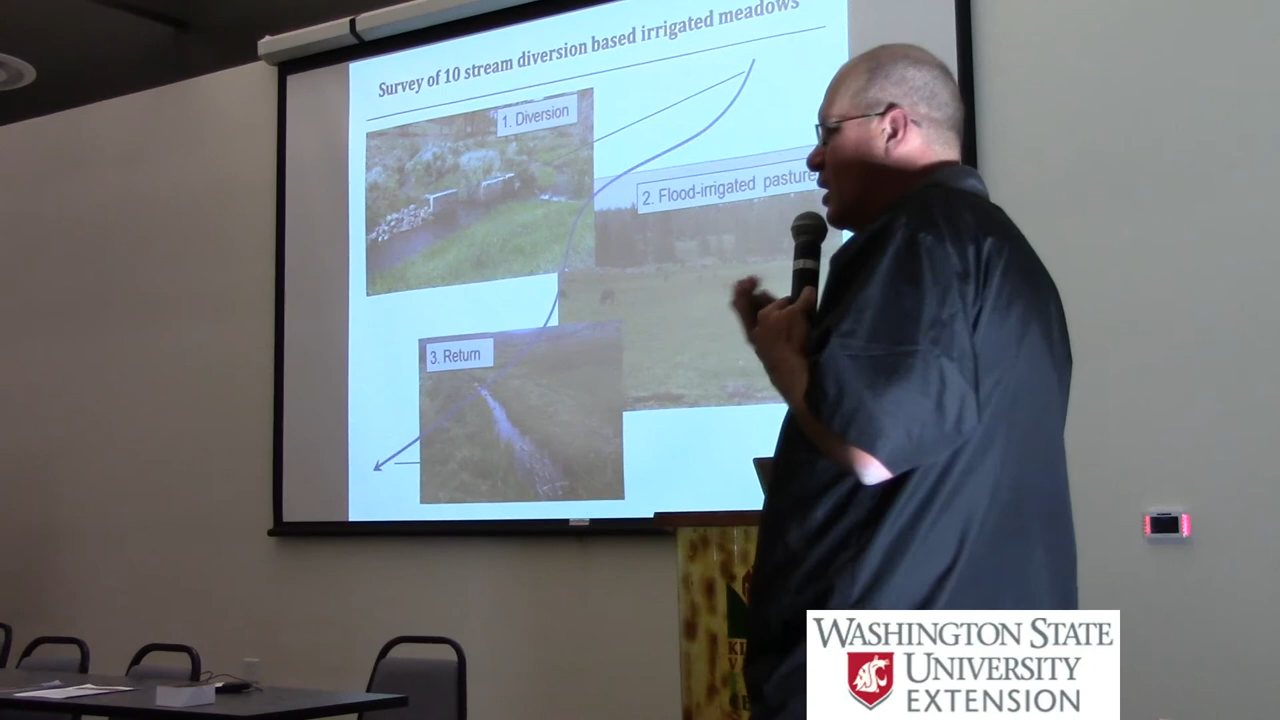 Survey of 10 stream diversion based irrigated meadows
1. Diversion
2. Flood-irrigated pasture
3. Return
WASHINGTON STATE
UNIVERSITY
EXTENSION